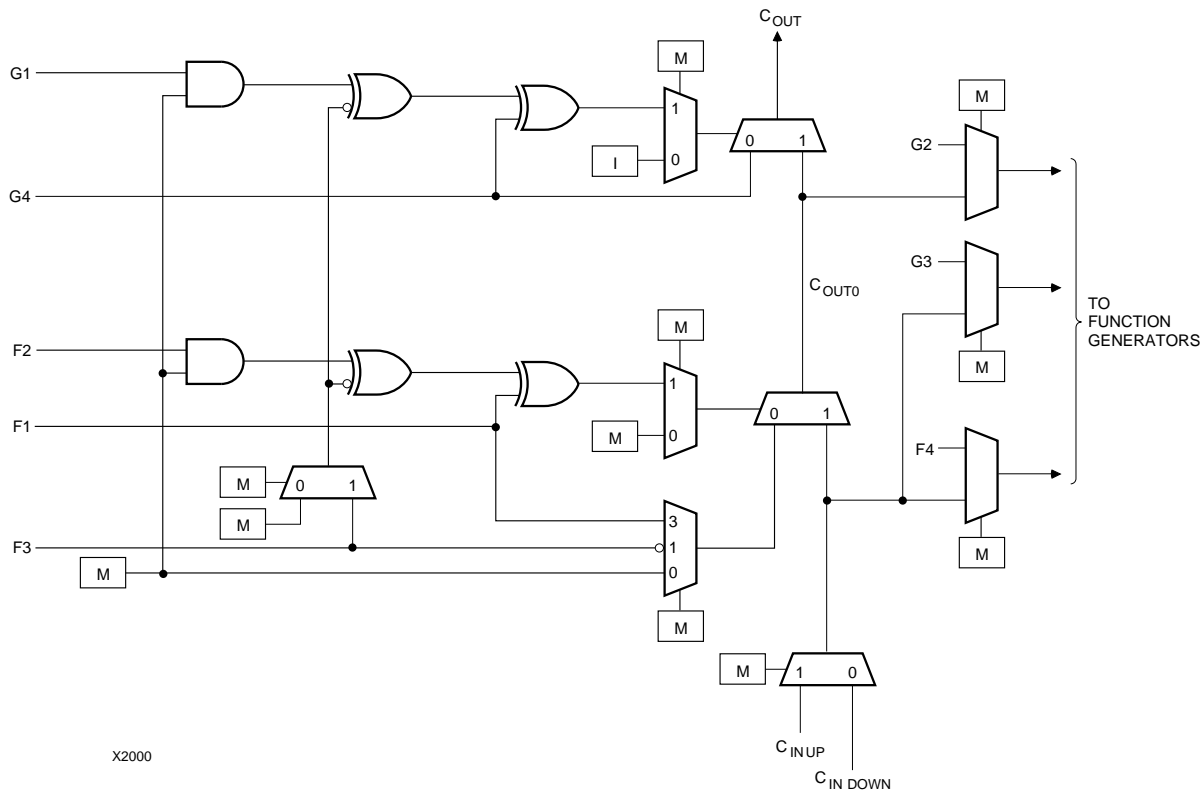 C OUT
M
M
G1
1
G2
0 1
I
0
G4
G3
C OUT0
TO
FUNCTION
GENERATORS
M
M
F2
1
0 1
F1
M
0
F4
M
0 1
M
3
F3
1
M
0
M
M
M
1 0
X2000
C IN UP
C IN DOWN